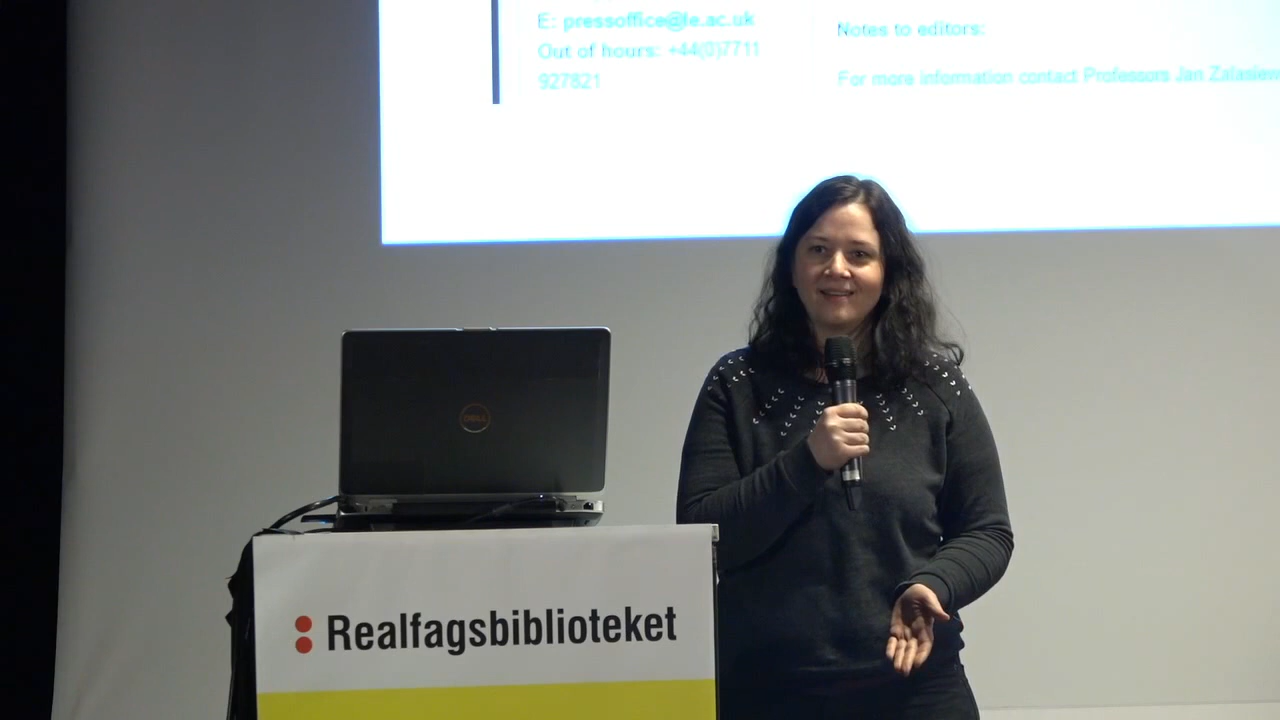 E: pressoffice@le.ac.uk
Out of hours: +44(0)7711
927821
Notes to editors:
For more information contact Professors Jan Zalasiew
DELL
Realfagsbiblioteket